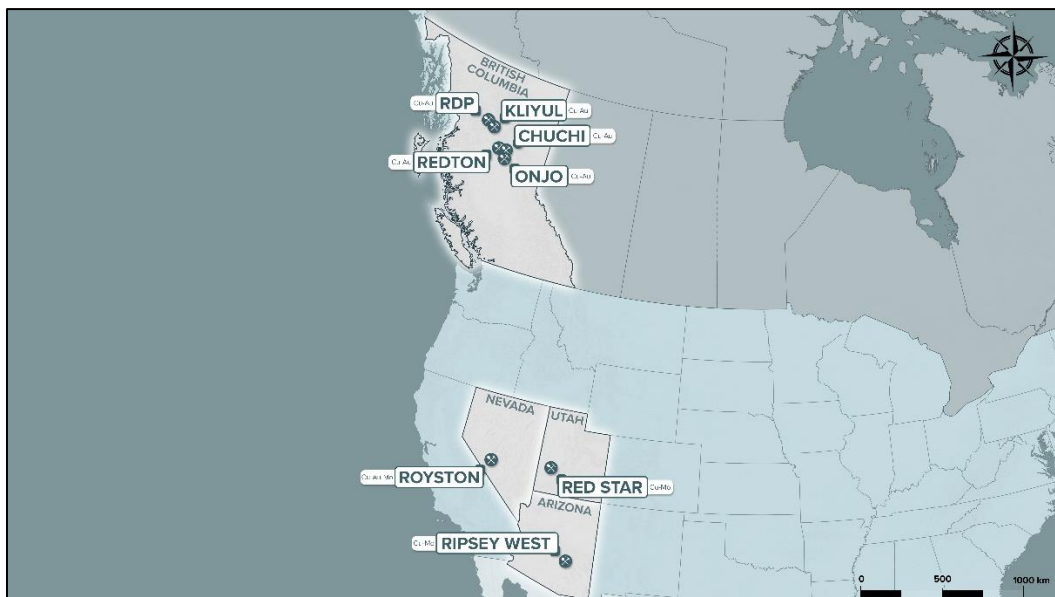 BRITISH
COLUMBIA
Cu-Au RDP
KLIYUL Cu-Au
CHUCHI Cu-Au
Cu-Au REDTON
ONJO Cu-Au
NEVADA
UTAH
Cu-Au-Mo ROYSTON
RED STAR Cu-Mo
ARIZONA
Cu-Mo RIPSEY WEST
0 500 1000 km